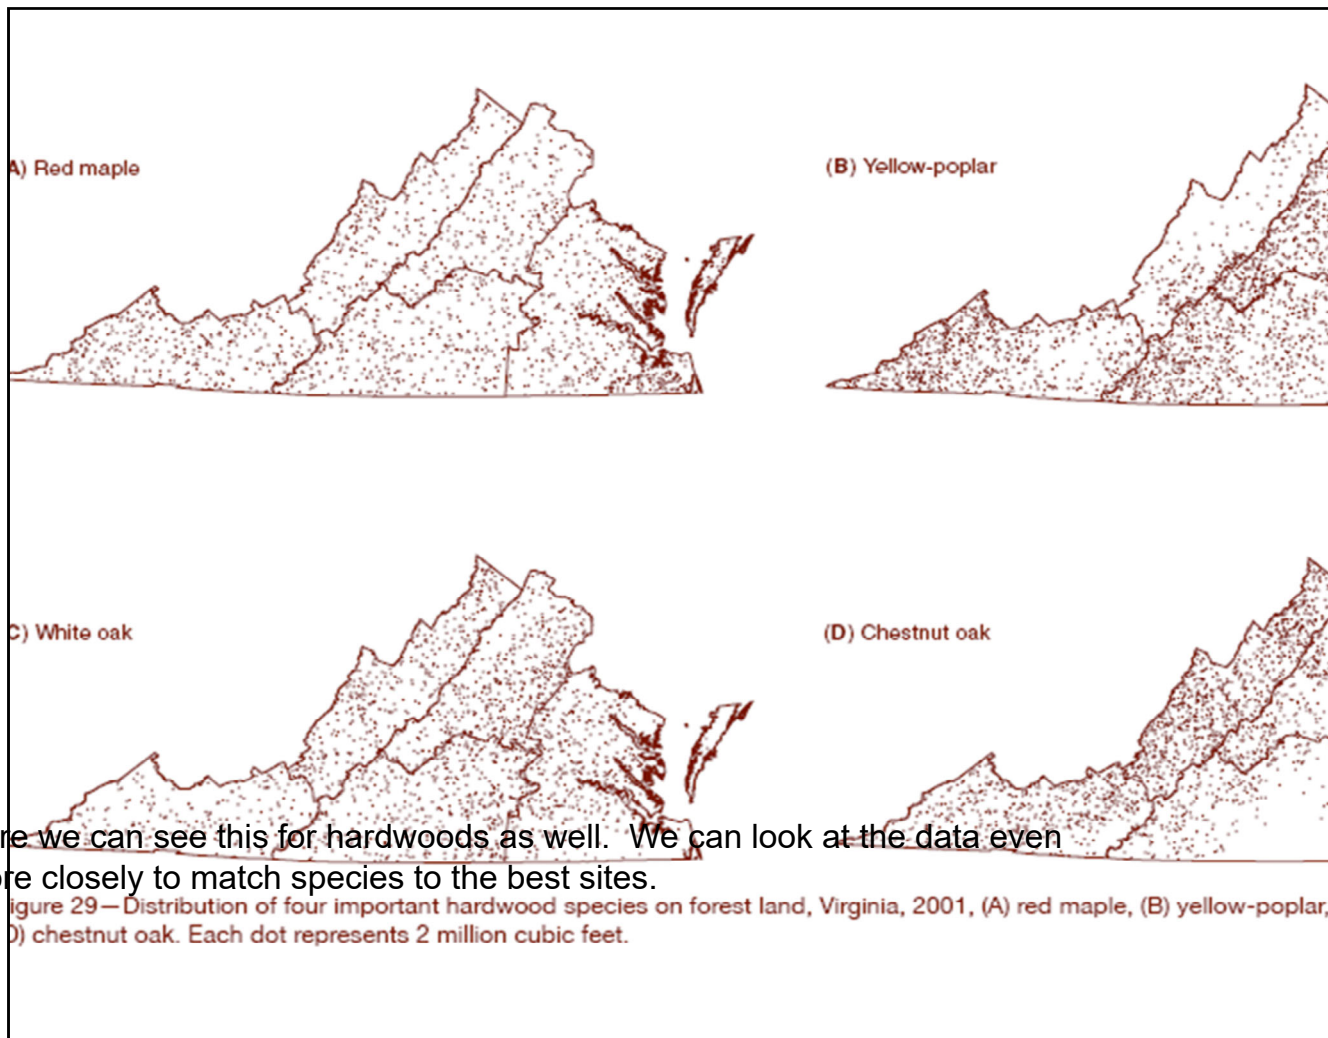 A) Red maple
(B) Yellow-poplar
C) White oak
(D) Chestnut oak
re we can see this for hardwoods as well.  We can look at the data even
re closely to match species to the best sites.
igure 29—Distribution of four important hardwood species on forest land, Virginia, 2001, (A) red maple, (B) yellow-poplar,
D) chestnut oak. Each dot represents 2 million cubic feet.